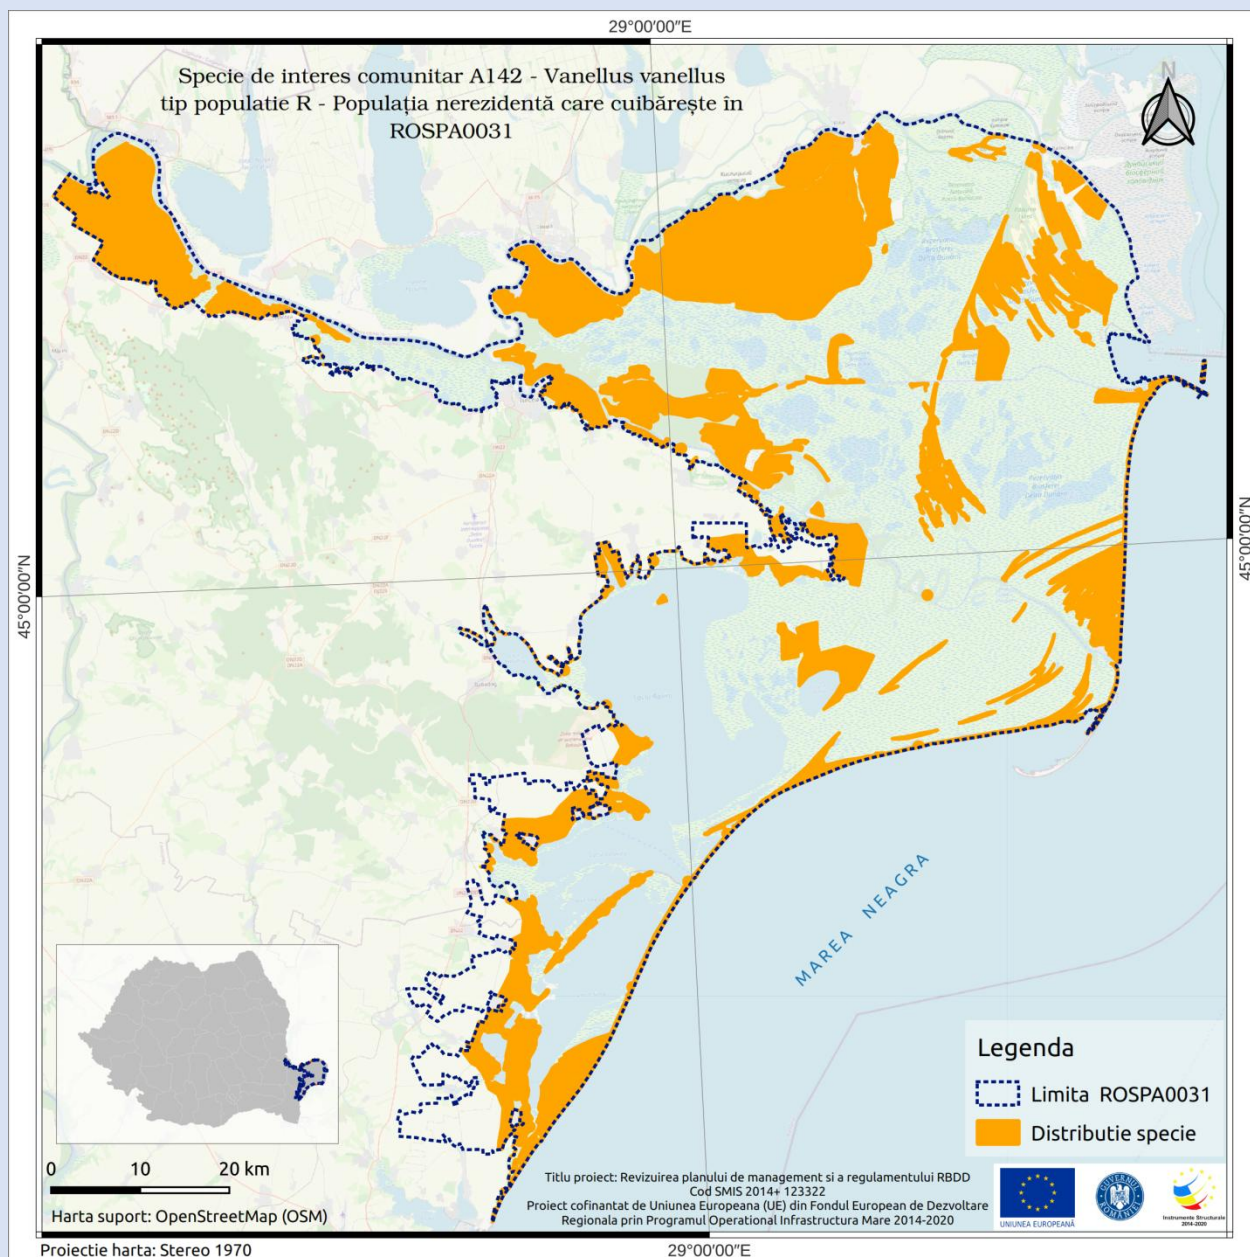 29°00′00″E
Specie de interes comunitar A142 - Vanellus vanellus
tip populatie R - Populația nerezidentă care cuibărește în
ROSPA0031
N
45°00′00″N
45°00′00″N
MAREA NEAGRA
Legenda
Limita ROSPA0031
Distributie specie
0 10 20 km
Harta suport: OpenStreetMap (OSM)
Titlu proiect: Revizuirea planului de management si a regulamentului RBDD
Cod SMIS 2014+ 123322
Proiect cofinantat de Uniunea Europeana (UE) din Fondul European de Dezvoltare
Regionala prin Programul Operational Infrastructura Mare 2014-2020
UNIUNEA EUROPEANĂ
GUVERNUL ROMÂNIEI
Instrumente Structurale
2014-2020
Proiectie harta: Stereo 1970
29°00′00″E